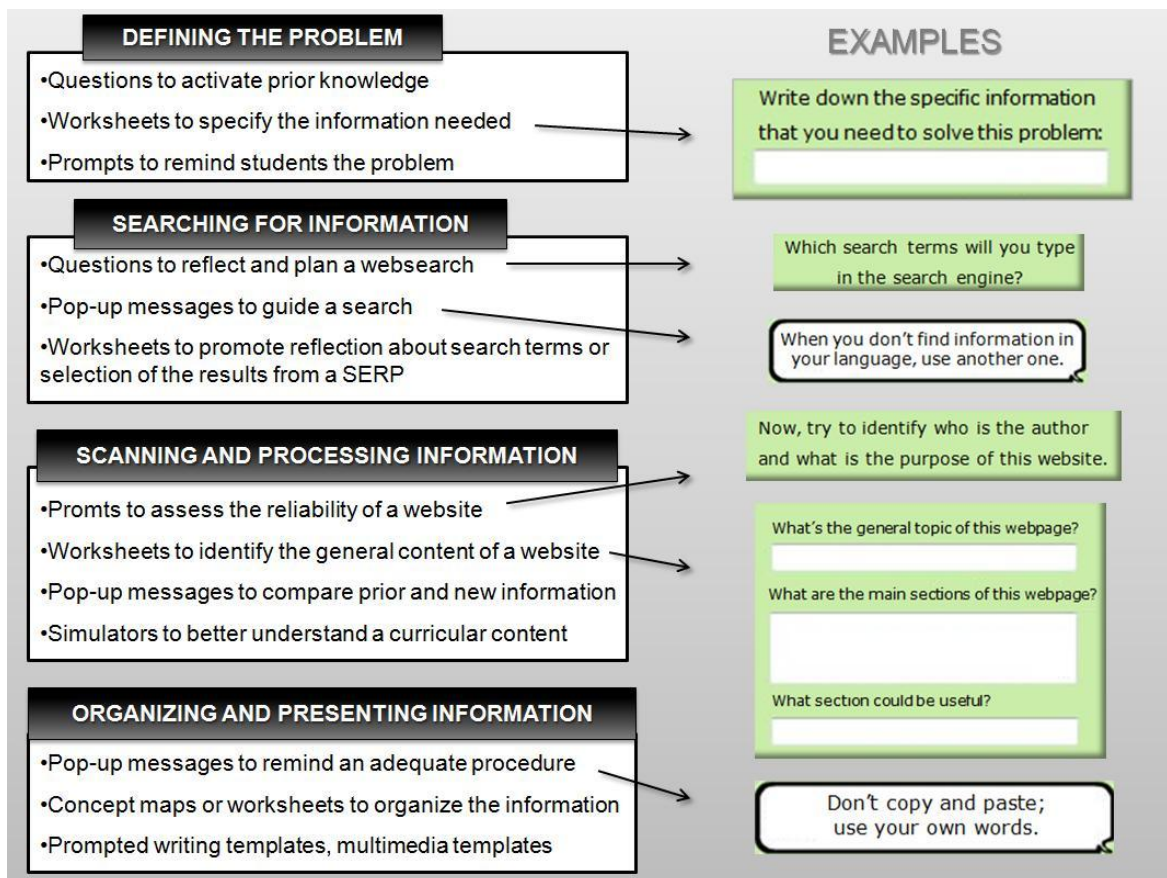 DEFINING THE PROBLEM
•Questions to activate prior knowledge
•Worksheets to specify the information needed
•Prompts to remind students the problem
SEARCHING FOR INFORMATION
•Questions to reflect and plan a websearch
•Pop-up messages to guide a search
•Worksheets to promote reflection about search terms or
selection of the results from a SERP
SCANNING AND PROCESSING INFORMATION
•Promts to assess the reliability of a website
•Worksheets to identify the general content of a website
•Pop-up messages to compare prior and new information
•Simulators to better understand a curricular content
ORGANIZING AND PRESENTING INFORMATION
•Pop-up messages to remind an adequate procedure
•Concept maps or worksheets to organize the information
•Prompted writing templates, multimedia templates
EXAMPLES
Write down the specific information
that you need to solve this problem:
Which search terms will you type
in the search engine?
When you don't find information in
your language, use another one.
Now, try to identify who is the author
and what is the purpose of this website.
What's the general topic of this webpage?
What are the main sections of this webpage?
What section could be useful?
Don't copy and paste;
use your own words.